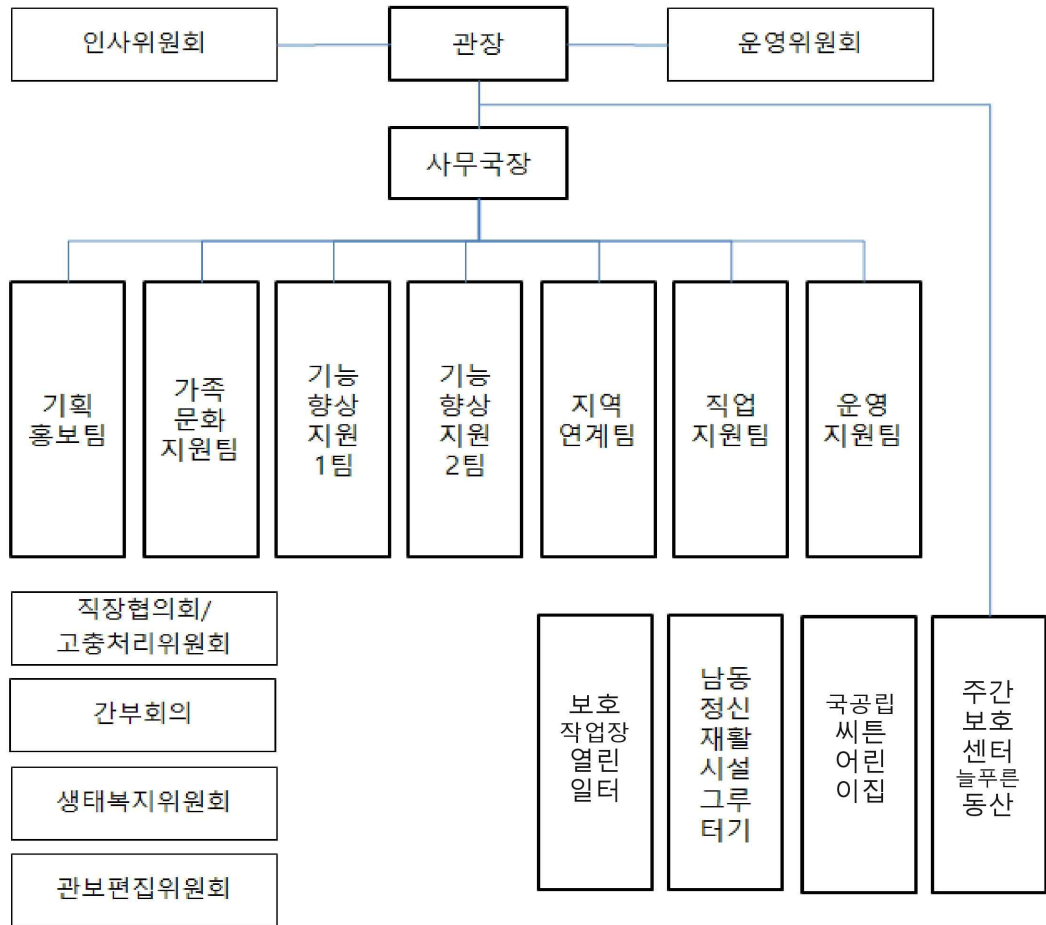 인사위원회
관장
운영위원회
사무국장
기획
홍보팀
가족
문화
지원팀
기능
향상
지원
1팀
기능
향상
지원
2팀
지역
연계팀
직업
지원팀
운영
지원팀
직장협의회/
고충처리위원회
간부회의
생태복지위원회
관보편집위원회
보호
작업장
열린
일터
남동
정신
재활
시설
그루
터기
국공립
씨튼
어린
이집
주간
보호
센터
늘푸른
동산